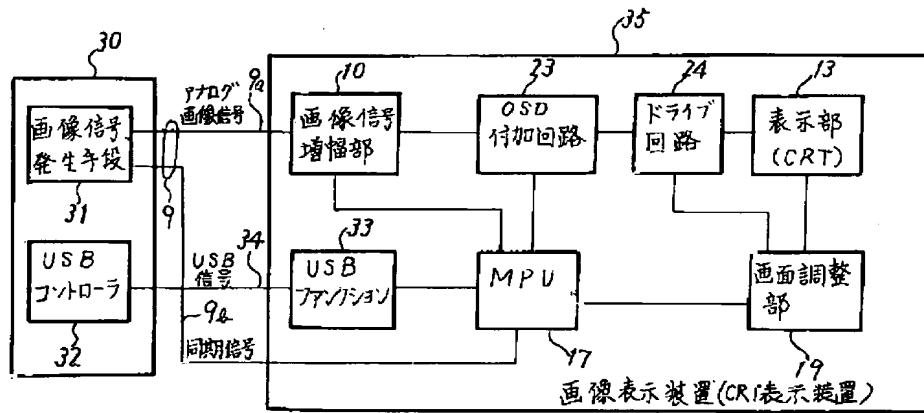 35
30
10
23
24
13
アナログ
画像信号
9a
画像信号
発生手段
31
9
画像信号
増幅部
OSD
付加回路
ドライブ
回路
表示部
(CRT)
33
34
USB
コントローラ
32
USB
信号
9b
同期信号
USB
ファンクション
MPU
17
画面調整
部
19
画像表示装置(CRT表示装置)